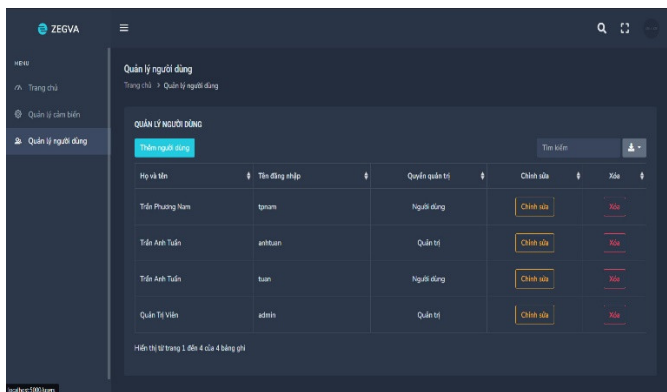 ZEGVA
MENU
Trang chủ
Quản lý cảm biến
Quản lý người dùng
Quản lý người dùng
Trang chủ > Quản lý người dùng
QUẢN LÝ NGƯỜI DÙNG
Thêm người dùng
Tìm kiếm
Họ và tên Tên đăng nhập Quyền quản trị Chỉnh sửa Xóa
Trần Phương Nam tpnam Người dùng Chỉnh sửa Xóa
Trần Anh Tuấn anhtuan Quản trị Chỉnh sửa Xóa
Trần Anh Tuấn tuan Người dùng Chỉnh sửa Xóa
Quản Trị Viên admin Quản trị Chỉnh sửa Xóa
Hiển thị từ trang 1 đến 4 của 4 bảng ghi
localhost:5000/users